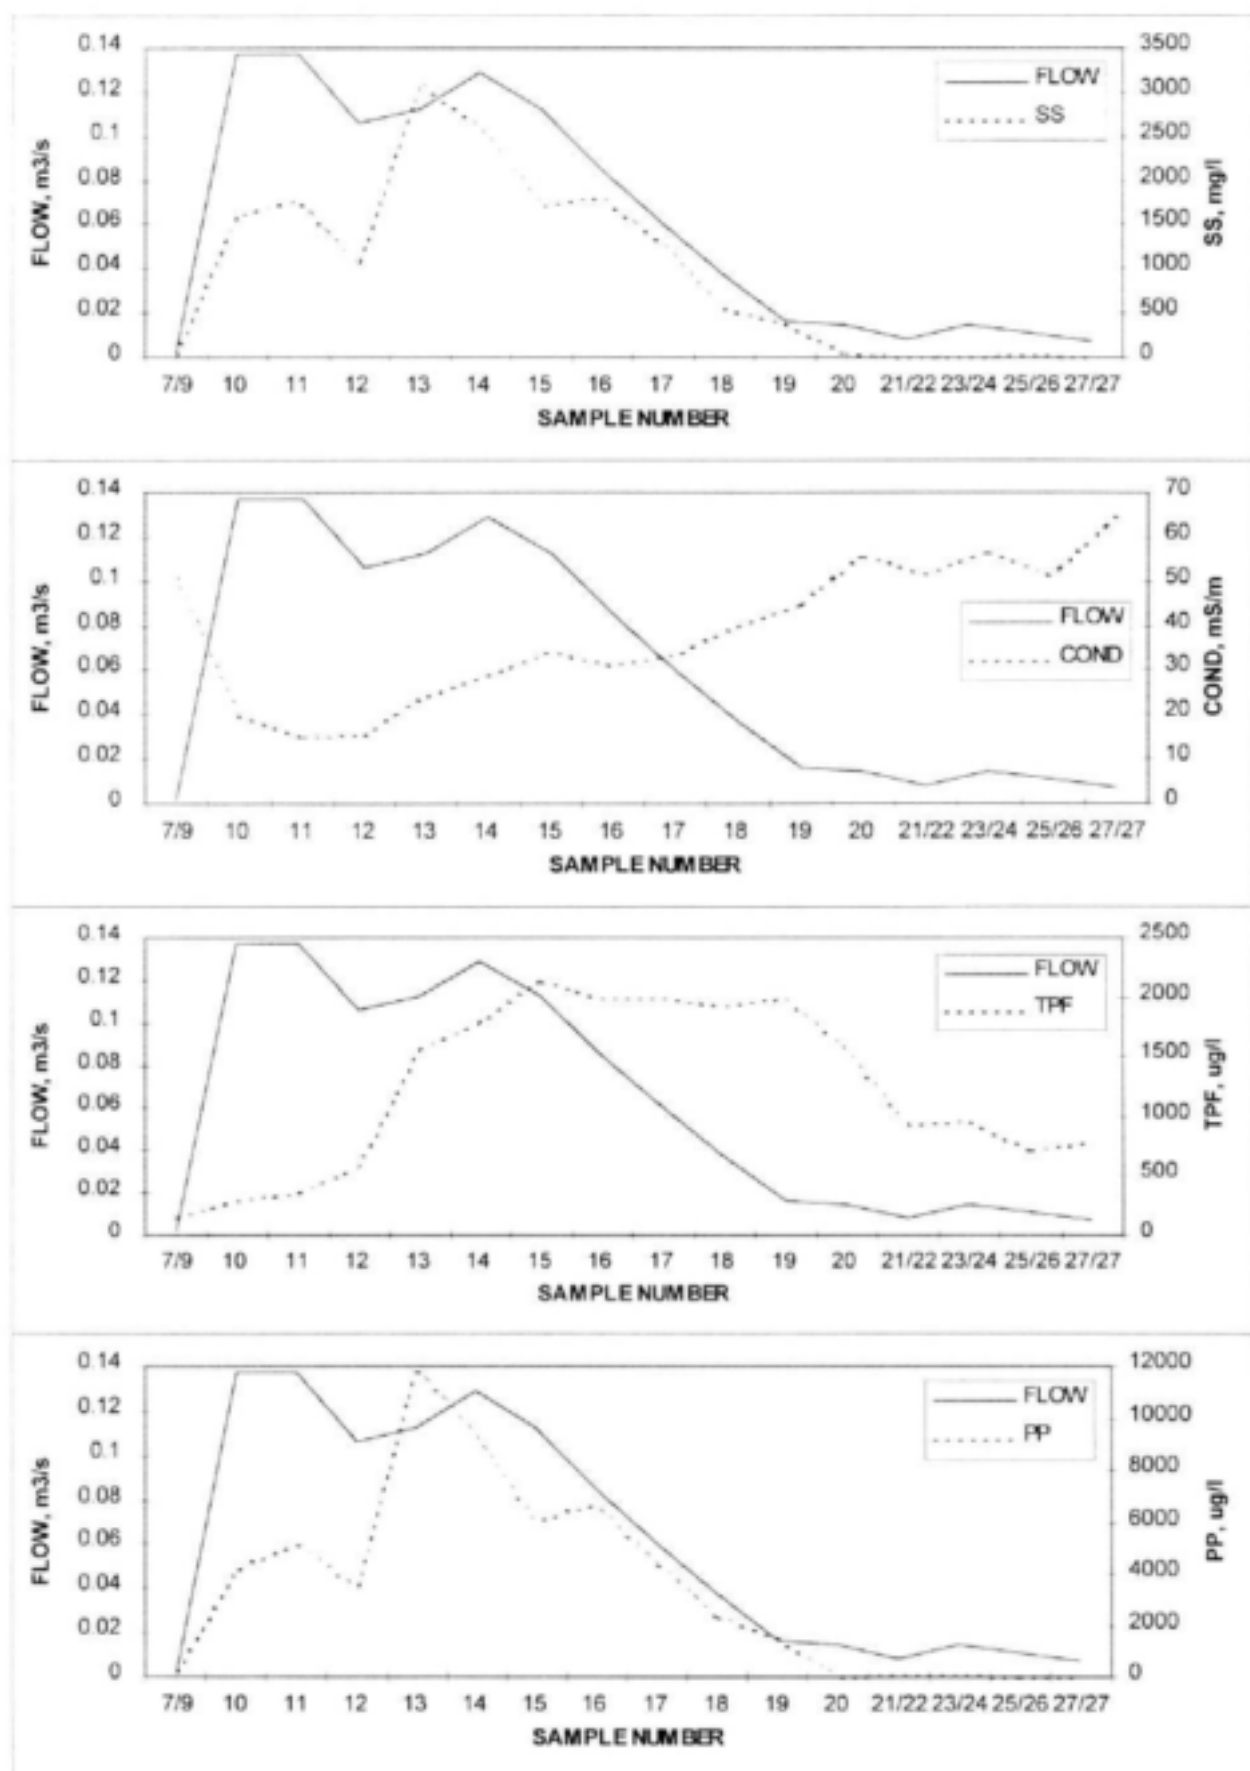 0.14
0.12
0.1
0.08
0.06
0.04
0.02
0
FLOW, m3/s
3500
3000
2500
2000
1500
1000
500
0
SS, mg/l
FLOW
SS
7/9 10 11 12 13 14 15 16 17 18 19 20 21/22 23/24 25/26 27/27
SAMPLE NUMBER
0.14
0.12
0.1
0.08
0.06
0.04
0.02
0
FLOW, m3/s
70
60
50
40
30
20
10
0
COND, mS/m
FLOW
COND
7/9 10 11 12 13 14 15 16 17 18 19 20 21/22 23/24 25/26 27/27
SAMPLE NUMBER
0.14
0.12
0.1
0.08
0.06
0.04
0.02
0
FLOW, m3/s
2500
2000
1500
1000
500
0
TPF, ug/l
FLOW
TPF
7/9 10 11 12 13 14 15 16 17 18 19 20 21/22 23/24 25/26 27/27
SAMPLE NUMBER
0.14
0.12
0.1
0.08
0.06
0.04
0.02
0
FLOW, m3/s
12000
10000
8000
6000
4000
2000
0
PP, ug/l
FLOW
PP
7/9 10 11 12 13 14 15 16 17 18 19 20 21/22 23/24 25/26 27/27
SAMPLE NUMBER